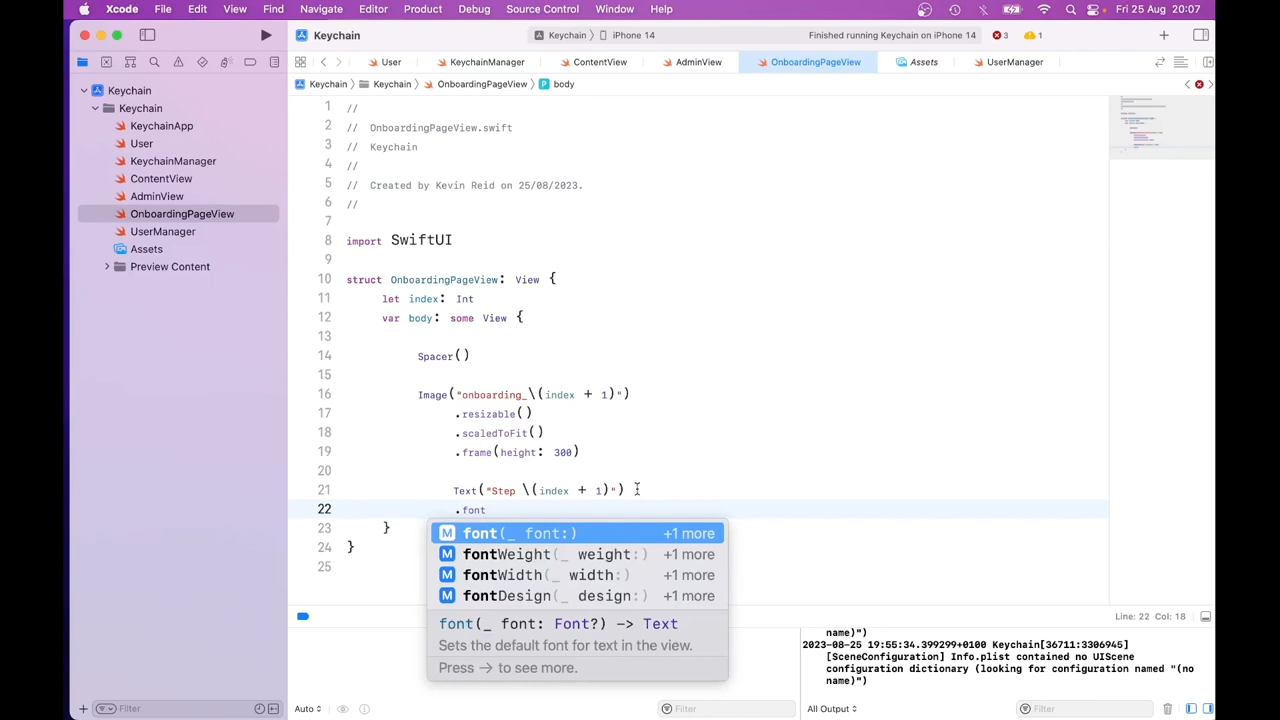 Xcode File Edit View Find Navigate Editor Product Debug Source Control Window Help Fri 25 Aug 20:07
Keychain Keychain 〉 iPhone 14 Finished running Keychain on iPhone 14 3 1
User KeychainManager ContentView AdminView OnboardingPageView Assets UserManager
Keychain 〉 Keychain 〉 OnboardingPageView 〉 P body
Keychain
Keychain
KeychainApp
User
KeychainManager
ContentView
AdminView
OnboardingPageView
UserManager
Assets
Preview Content
1 //
2 // OnboardingPageView.swift
3 // Keychain
4 //
5 // Created by Kevin Reid on 25/08/2023.
6 //
7
8 import SwiftUI
9
10 struct OnboardingPageView: View {
11 let index: Int
12 var body: some View {
13
14 Spacer()
15
16 Image("onboarding_\(index + 1)")
17 .resizable()
18 .scaledToFit()
19 .frame(height: 300)
20
21 Text("Step \(index + 1)")
22 .font
23 }
24 }
25
M font(_ font:) +1 more
M fontWeight(_ weight:) +1 more
M fontWidth(_ width:) +1 more
M fontDesign(_ design:) +1 more
font(_ font: Font?) -> Text
Sets the default font for text in the view.
Press → to see more.
Line: 22 Col: 18
name)")
2023-08-25 19:55:34.399299+0100 Keychain[36711:3306945]
[SceneConfiguration] Info.plist contained no UIScene
configuration dictionary (looking for configuration named "(no
name)")
Filter Auto Filter All Output Filter